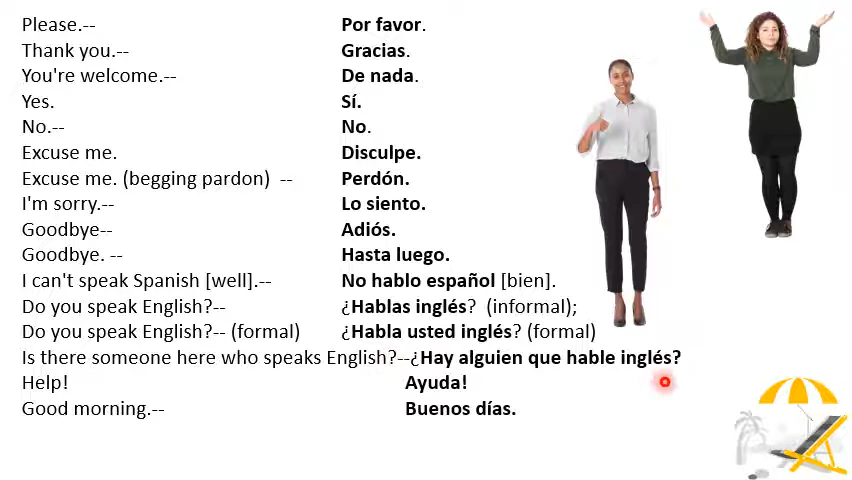 Please.-- Por favor.
Thank you.-- Gracias.
You're welcome.-- De nada.
Yes. Sí.
No.-- No.
Excuse me. Disculpe.
Excuse me. (begging pardon) -- Perdón.
I'm sorry.-- Lo siento.
Goodbye-- Adiós.
Goodbye. -- Hasta luego.
I can't speak Spanish [well].-- No hablo español [bien].
Do you speak English?-- ¿Hablas inglés? (informal);
Do you speak English?-- (formal) ¿Habla usted inglés? (formal)
Is there someone here who speaks English?--¿Hay alguien que hable inglés?
Help! Ayuda!
Good morning.-- Buenos días.